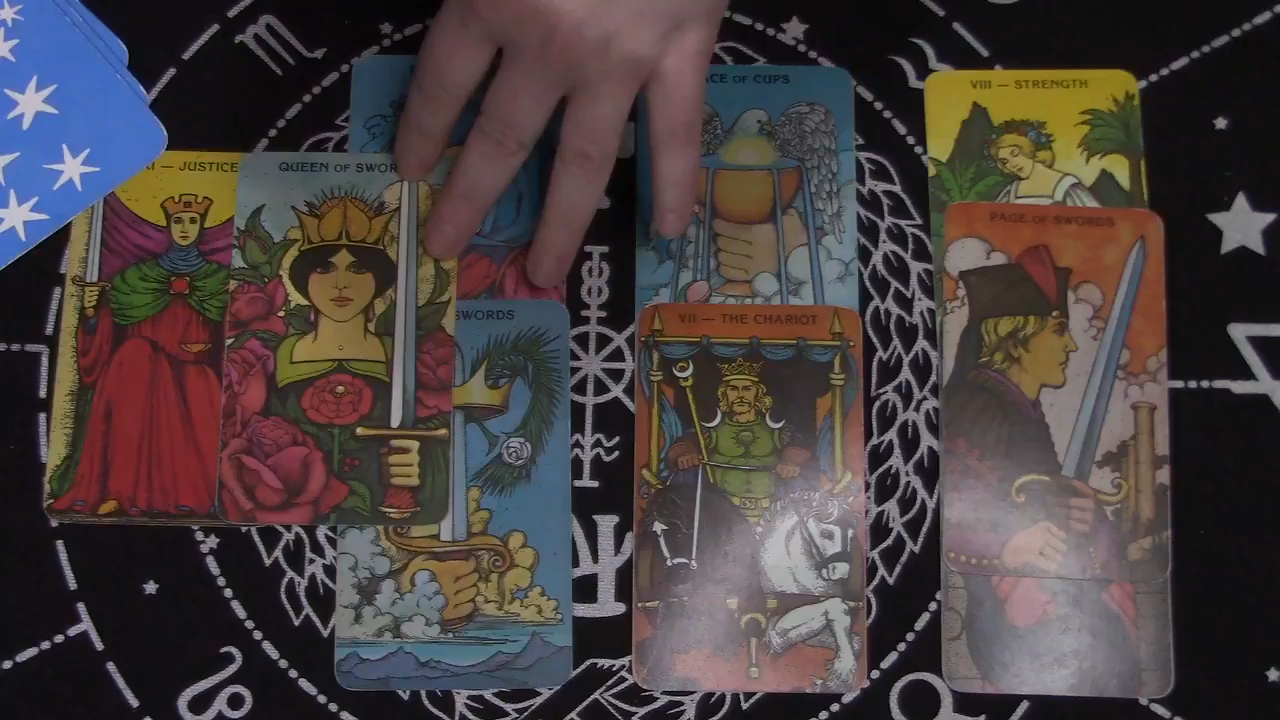 ACE OF CUPS
VIII — STRENGTH
I — JUSTICE
QUEEN OF SWOR
PAGE OF SWORDS
SWORDS
VII — THE CHARIOT